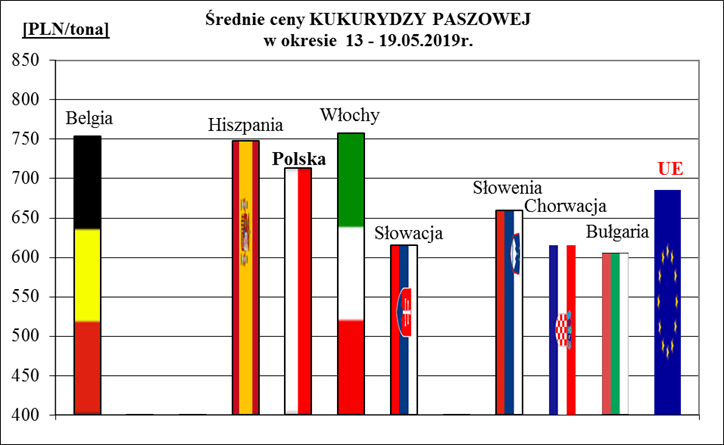 Średnie ceny KUKURYDZY PASZOWEJ
w okresie 13 - 19.05.2019r.
[PLN/tona]
850
800
750
700
650
600
550
500
450
400
Belgia
Hiszpania
Polska
Włochy
Słowacja
Słowenia
Chorwacja
Bułgaria
UE